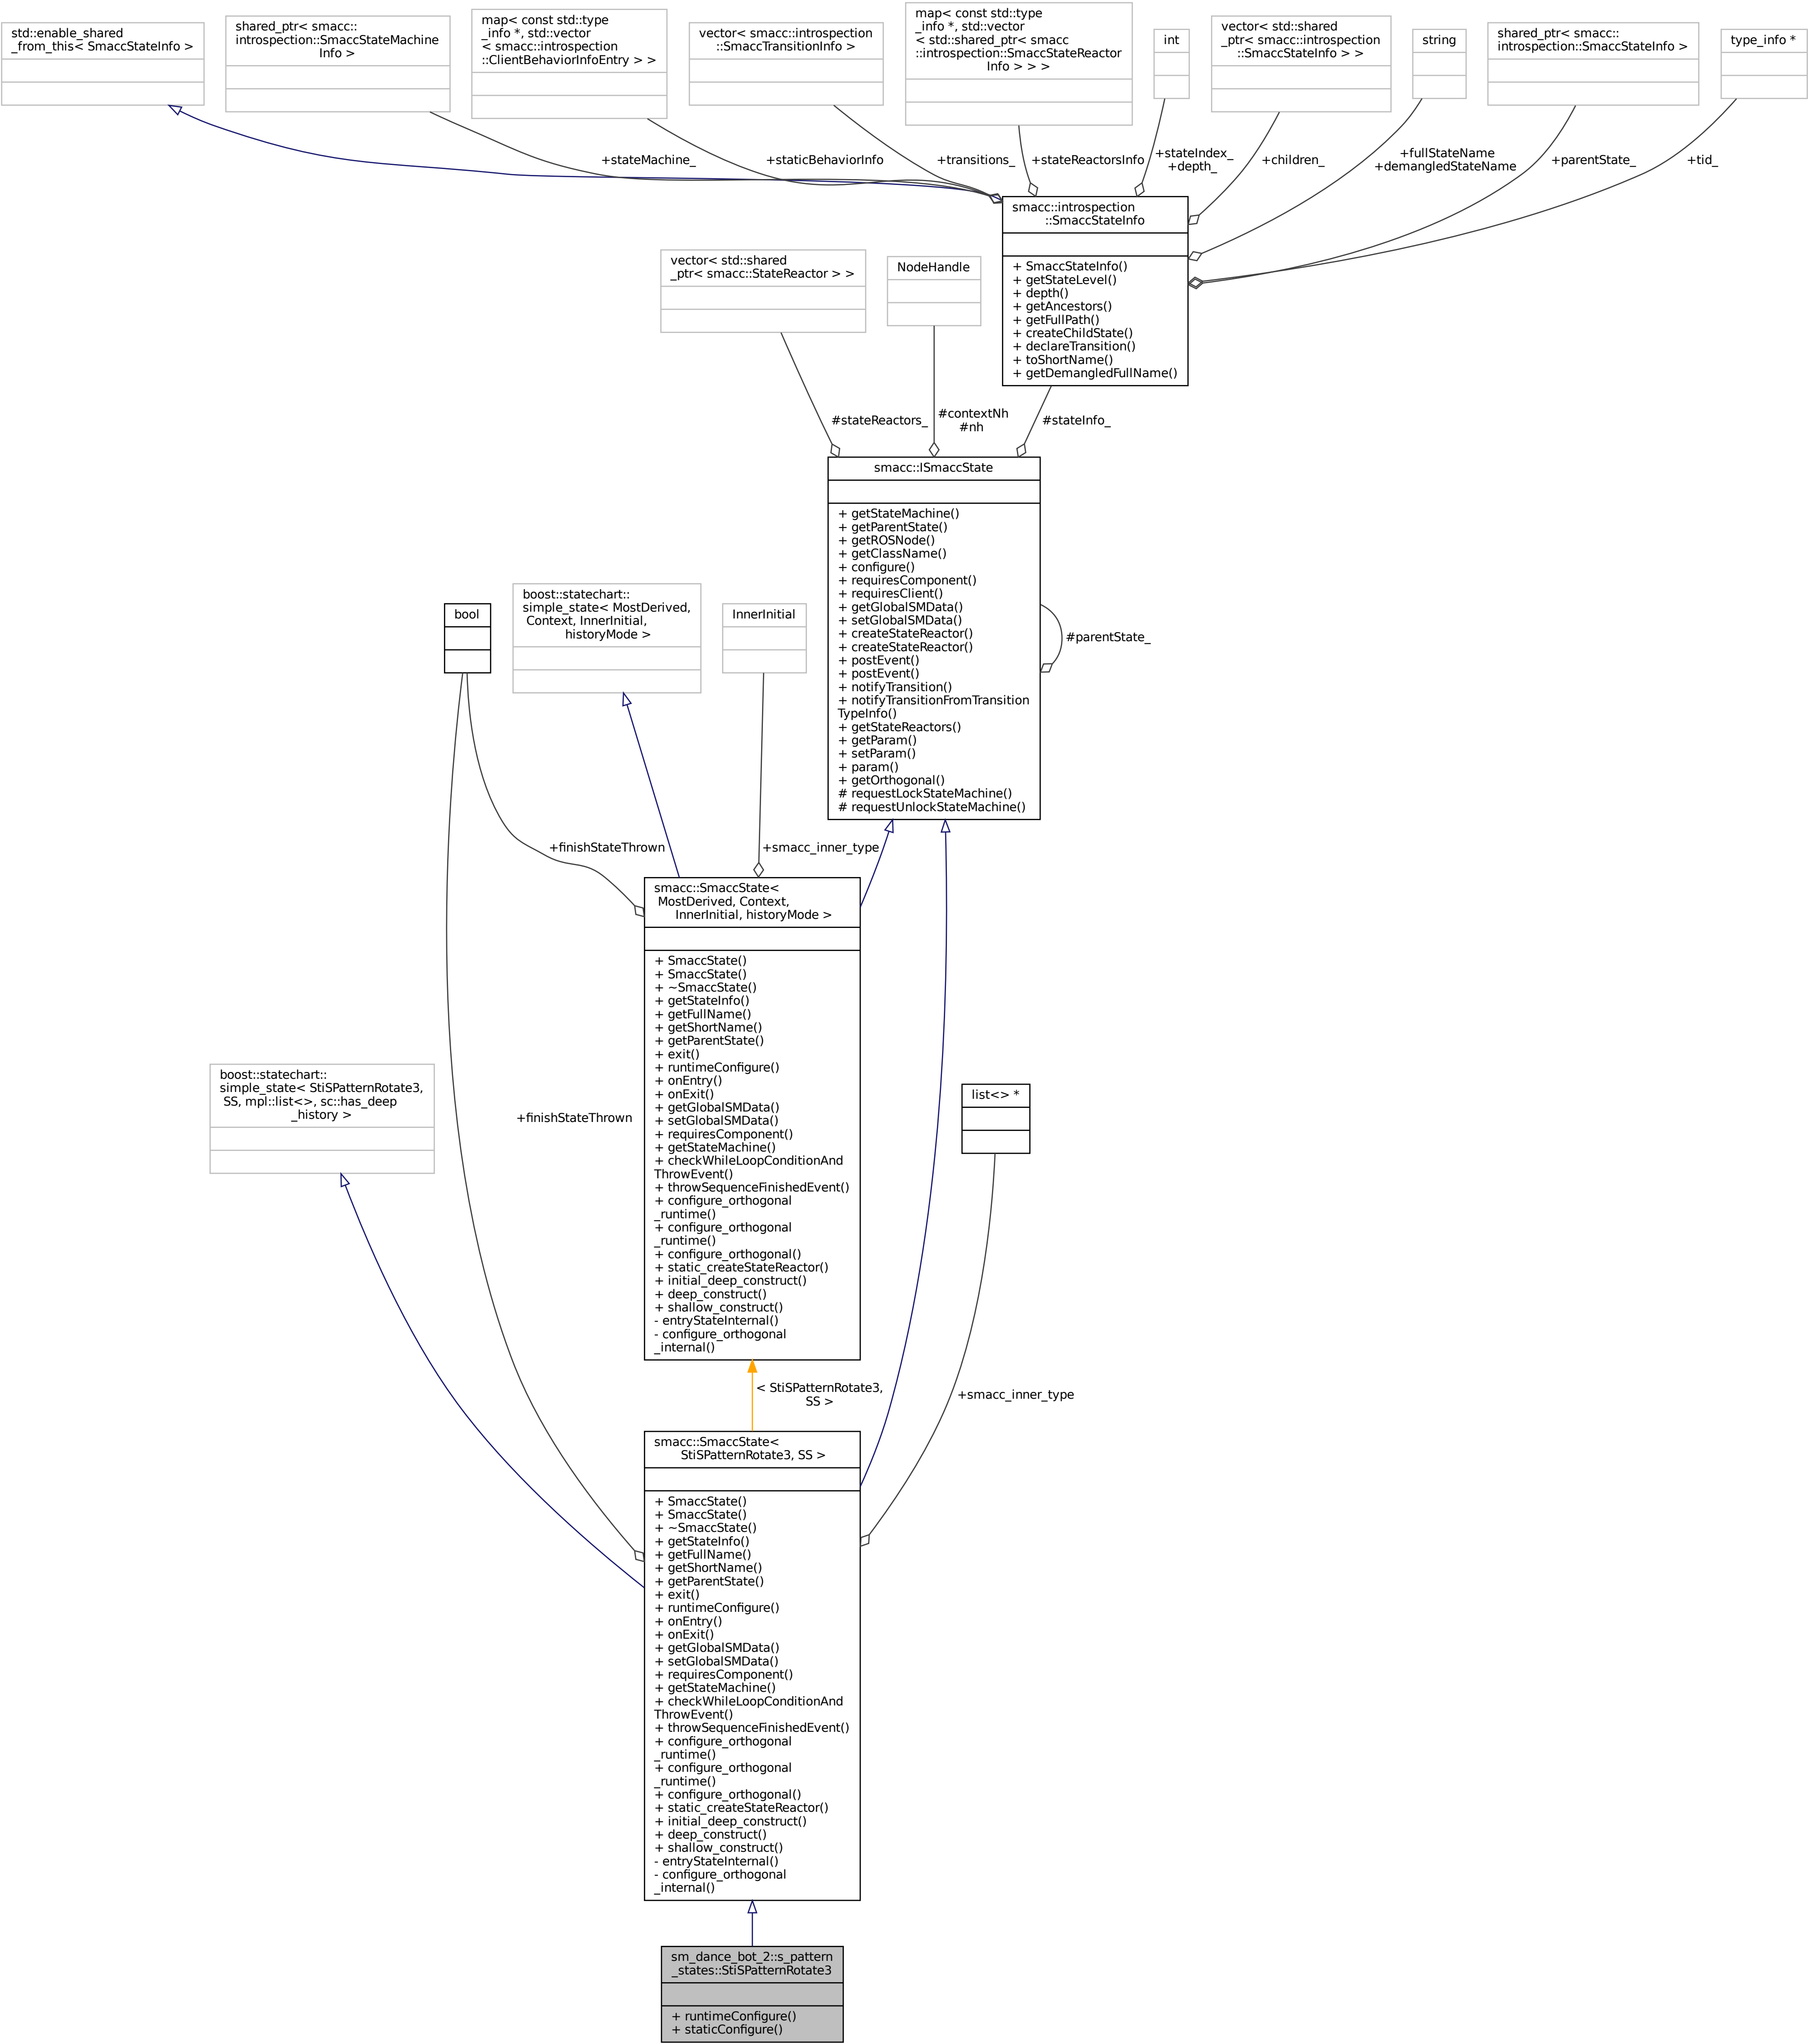 std::enable_shared
_from_this< SmaccStateInfo >
shared_ptr< smacc::
introspection::SmaccStateMachine
Info >
map< const std::type
_info *, std::vector
< smacc::introspection
::ClientBehaviorInfoEntry > >
vector< smacc::introspection
::SmaccTransitionInfo >
map< const std::type
_info *, std::vector
< std::shared_ptr< smacc
::introspection::SmaccStateReactor
Info > > >
int
vector< std::shared
_ptr< smacc::introspection
::SmaccStateInfo > >
string
shared_ptr< smacc::
introspection::SmaccStateInfo >
type_info *
+stateMachine_
+staticBehaviorInfo
+transitions_
+stateReactorsInfo
+stateIndex_
+depth_
+children_
+fullStateName
+demangledStateName
+parentState_
+tid_
smacc::introspection
::SmaccStateInfo
+ SmaccStateInfo()
+ getStateLevel()
+ depth()
+ getAncestors()
+ getFullPath()
+ createChildState()
+ declareTransition()
+ toShortName()
+ getDemangledFullName()
vector< std::shared
_ptr< smacc::StateReactor > >
NodeHandle
#stateReactors_
#contextNh
#nh
#stateInfo_
smacc::ISmaccState
+ getStateMachine()
+ getParentState()
+ getROSNode()
+ getClassName()
+ configure()
+ requiresComponent()
+ requiresClient()
+ getGlobalSMData()
+ setGlobalSMData()
+ createStateReactor()
+ createStateReactor()
+ postEvent()
+ postEvent()
+ notifyTransition()
+ notifyTransitionFromTransition
TypeInfo()
+ getStateReactors()
+ getParam()
+ setParam()
+ param()
+ getOrthogonal()
# requestLockStateMachine()
# requestUnlockStateMachine()
#parentState_
bool
boost::statechart::
simple_state< MostDerived,
Context, InnerInitial,
historyMode >
InnerInitial
+finishStateThrown
+smacc_inner_type
smacc::SmaccState<
MostDerived, Context,
InnerInitial, historyMode >
+ SmaccState()
+ SmaccState()
+ ~SmaccState()
+ getStateInfo()
+ getFullName()
+ getShortName()
+ getParentState()
+ exit()
+ runtimeConfigure()
+ onEntry()
+ onExit()
+ getGlobalSMData()
+ setGlobalSMData()
+ requiresComponent()
+ getStateMachine()
+ checkWhileLoopConditionAnd
ThrowEvent()
+ throwSequenceFinishedEvent()
+ configure_orthogonal
_runtime()
+ configure_orthogonal
_runtime()
+ configure_orthogonal()
+ static_createStateReactor()
+ initial_deep_construct()
+ deep_construct()
+ shallow_construct()
- entryStateInternal()
- configure_orthogonal
_internal()
boost::statechart::
simple_state< StiSPatternRotate3,
SS, mpl::list<>, sc::has_deep
_history >
+finishStateThrown
list<> *
< StiSPatternRotate3,
SS >
+smacc_inner_type
smacc::SmaccState<
StiSPatternRotate3, SS >
+ SmaccState()
+ SmaccState()
+ ~SmaccState()
+ getStateInfo()
+ getFullName()
+ getShortName()
+ getParentState()
+ exit()
+ runtimeConfigure()
+ onEntry()
+ onExit()
+ getGlobalSMData()
+ setGlobalSMData()
+ requiresComponent()
+ getStateMachine()
+ checkWhileLoopConditionAnd
ThrowEvent()
+ throwSequenceFinishedEvent()
+ configure_orthogonal
_runtime()
+ configure_orthogonal
_runtime()
+ configure_orthogonal()
+ static_createStateReactor()
+ initial_deep_construct()
+ deep_construct()
+ shallow_construct()
- entryStateInternal()
- configure_orthogonal
_internal()
sm_dance_bot_2::s_pattern
_states::StiSPatternRotate3
+ runtimeConfigure()
+ staticConfigure()